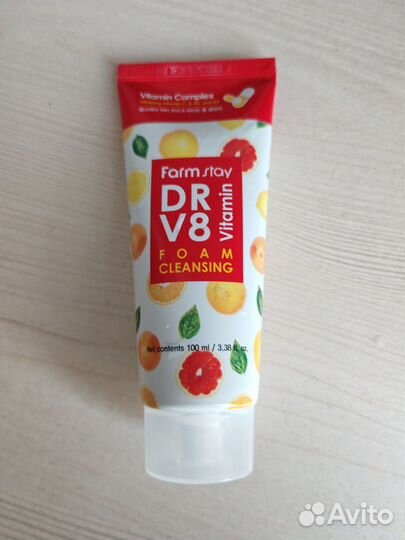 Vitamin Complex
Farmstay
DR
V8
Vitamin
FOAM
CLEANSING
Net contents 100 ml / 3.38 fl. oz.
Avito